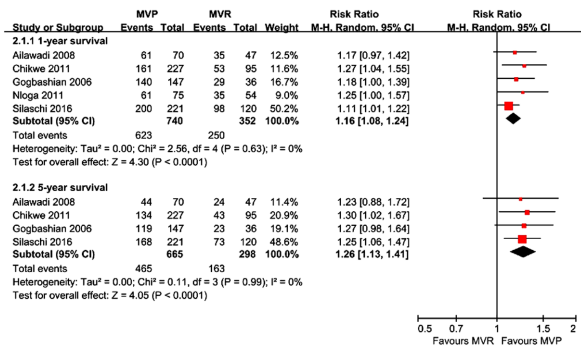 MVP MVR Risk Ratio Risk Ratio
Study or Subgroup Events Total Events Total Weight M-H. Random. 95% CI M-H. Random. 95% CI
2.1.1 1-year survival
Ailawadi 2008 61 70 35 47 12.5% 1.17 [0.97, 1.42]
Chikwe 2011 161 227 53 95 11.6% 1.27 [1.04, 1.55]
Gogbashian 2006 140 147 29 36 18.9% 1.18 [1.00, 1.39]
Nloga 2011 61 75 35 54 6.9% 1.25 [1.00, 1.57]
Silaschi 2016 200 221 98 120 50.2% 1.11 [1.01, 1.22]
Subtotal (95% CI) 740 352 100.0% 1.16 [1.08, 1.24]
Total events 623 250
Heterogeneity: Tau² = 0.00; Chi² = 2.56, df = 4 (P = 0.63); I² = 0%
Test for overall effect: Z = 4.30 (P < 0.0001)
2.1.2 5-year survival
Ailawadi 2008 44 70 24 47 11.4% 1.23 [0.88, 1.72]
Chikwe 2011 134 227 43 95 20.9% 1.30 [1.02, 1.67]
Gogbashian 2006 119 147 23 36 19.1% 1.27 [0.98, 1.64]
Silaschi 2016 168 221 73 120 48.6% 1.25 [1.06, 1.47]
Subtotal (95% CI) 665 298 100.0% 1.26 [1.13, 1.41]
Total events 465 163
Heterogeneity: Tau² = 0.00; Chi² = 0.11, df = 3 (P = 0.99); I² = 0%
Test for overall effect: Z = 4.05 (P < 0.0001)
0.5 0.7 1 1.5 2
Favours MVR Favours MVP